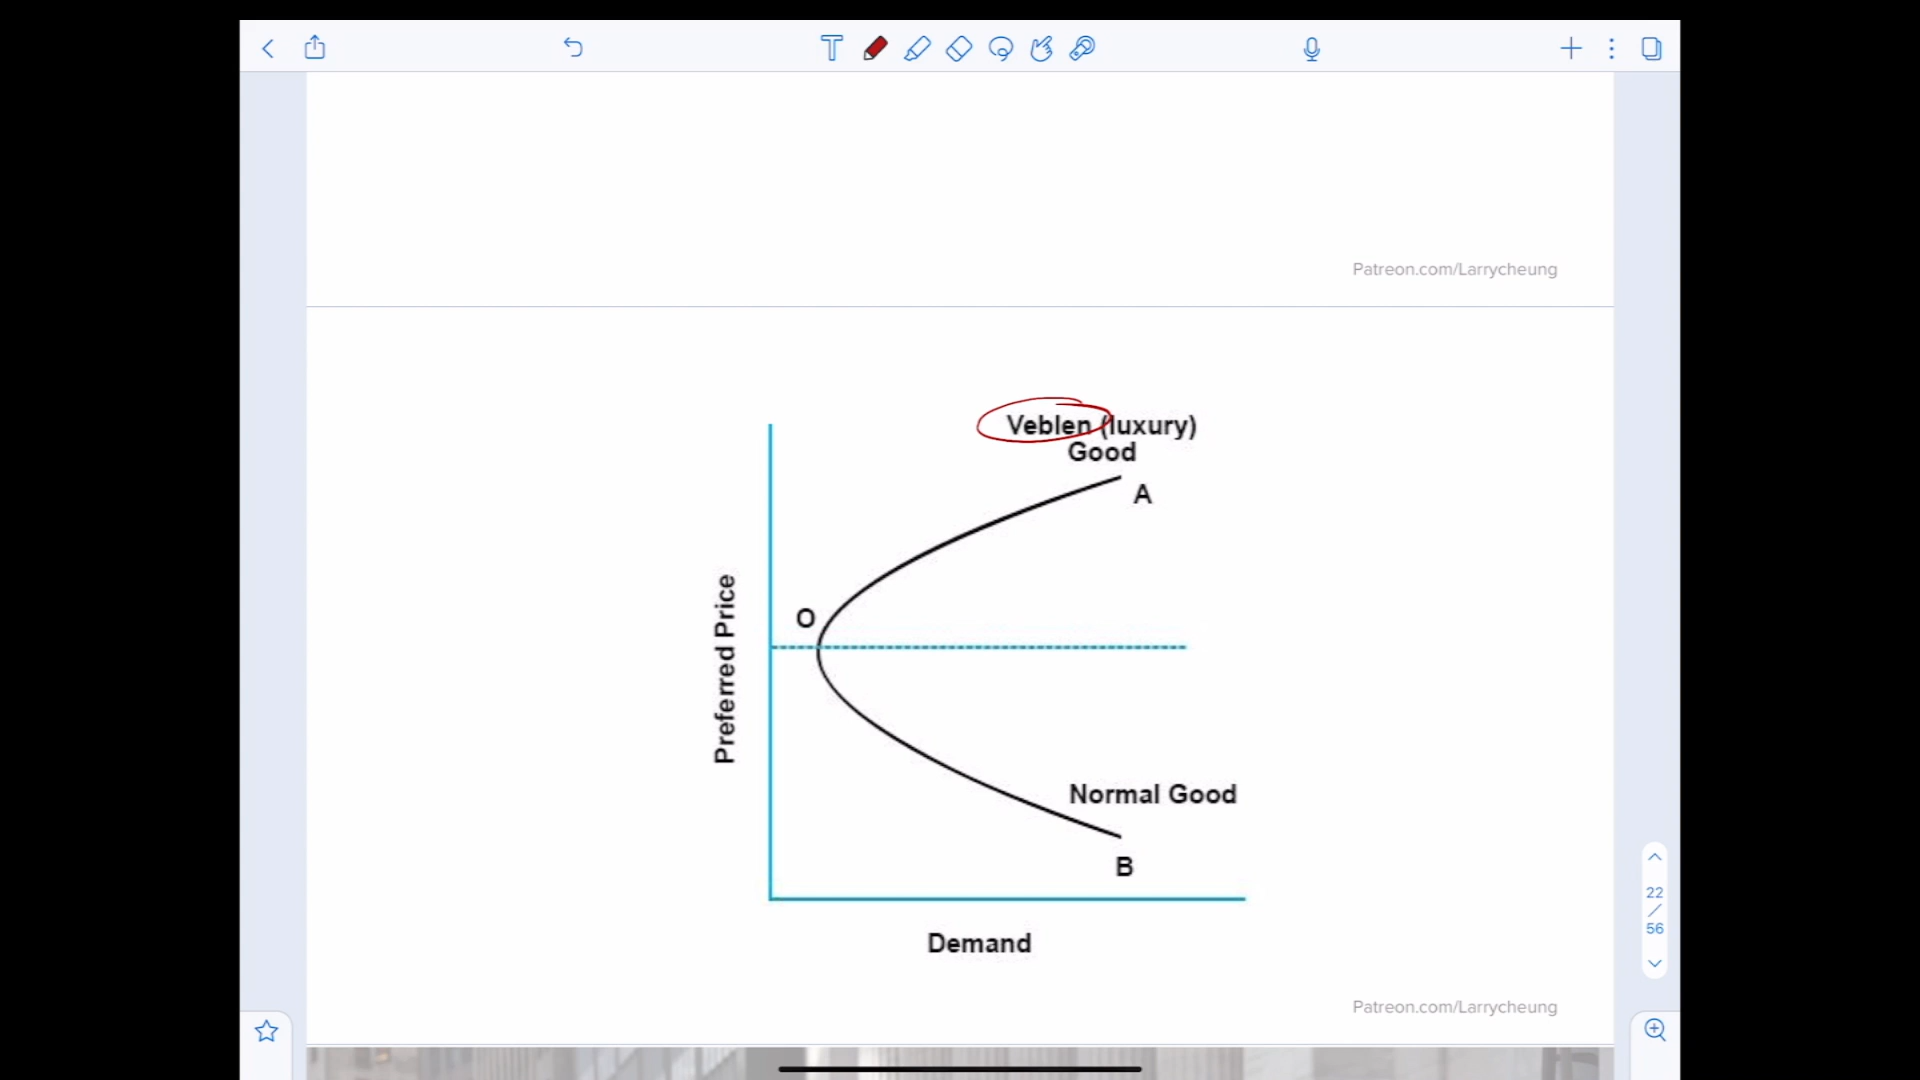 T
Patreon.com/Larrycheung
Veblen (luxury)
Good
A
O
Preferred Price
Normal Good
B
Demand
22
/
56
Patreon.com/Larrycheung